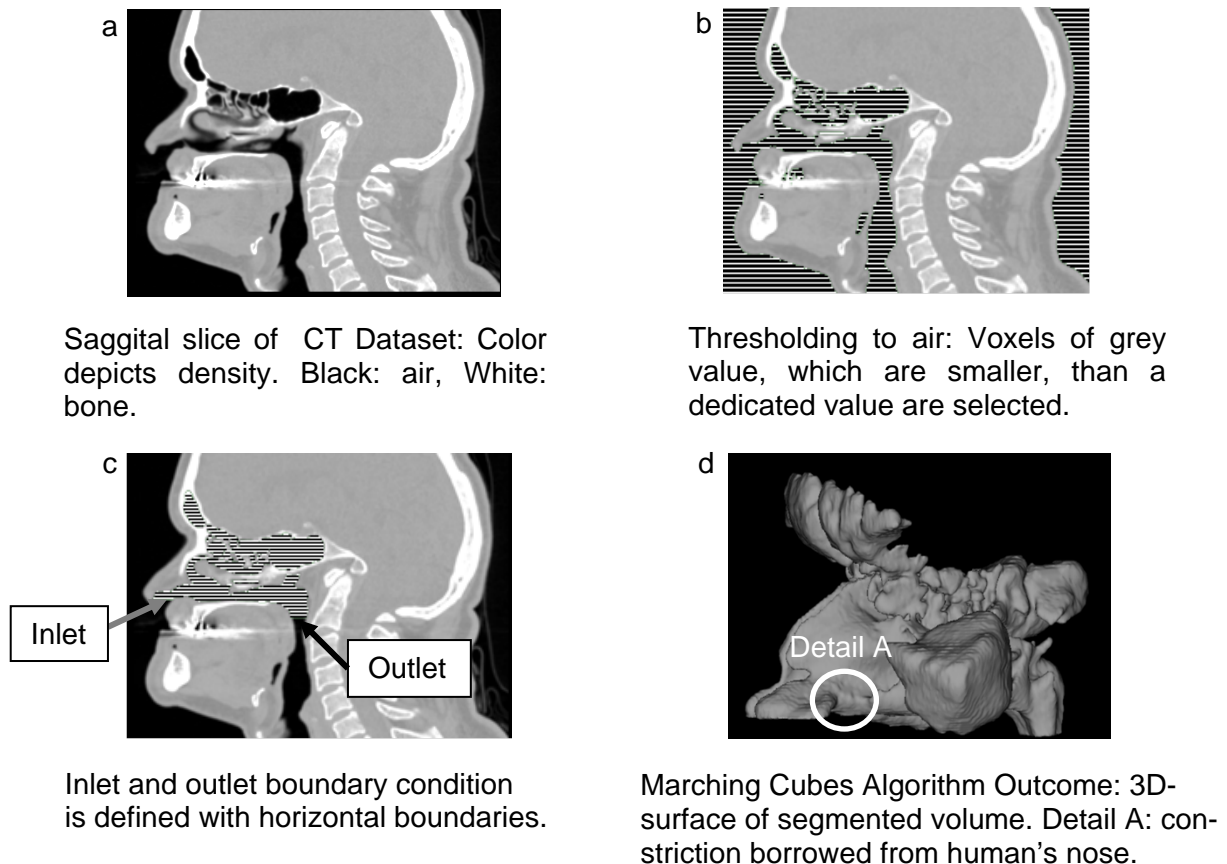 a
b
Saggital slice of CT Dataset: Color
depicts density. Black: air, White:
bone.
Thresholding to air: Voxels of grey
value, which are smaller, than a
dedicated value are selected.
c
d
Inlet
Outlet
Detail A
Inlet and outlet boundary condition
is defined with horizontal boundaries.
Marching Cubes Algorithm Outcome: 3D-
surface of segmented volume. Detail A: con-
striction borrowed from human's nose.